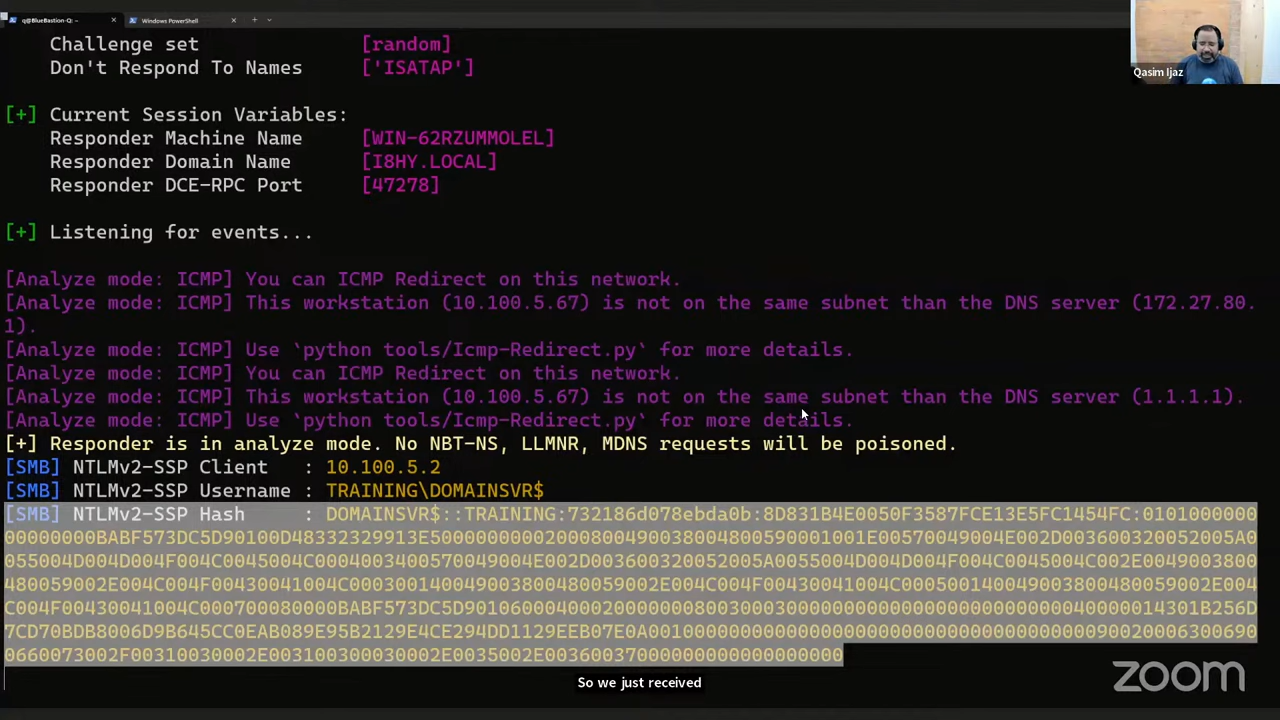 q@BlueBastion-Q: ~
Windows PowerShell
Challenge set [random]
Don't Respond To Names ['ISATAP']
[+] Current Session Variables:
Responder Machine Name [WIN-62RZUMMOLEL]
Responder Domain Name [I8HY.LOCAL]
Responder DCE-RPC Port [47278]
[+] Listening for events...
[Analyze mode: ICMP] You can ICMP Redirect on this network.
[Analyze mode: ICMP] This workstation (10.100.5.67) is not on the same subnet than the DNS server (172.27.80.
1).
[Analyze mode: ICMP] Use `python tools/Icmp-Redirect.py` for more details.
[Analyze mode: ICMP] You can ICMP Redirect on this network.
[Analyze mode: ICMP] This workstation (10.100.5.67) is not on the same subnet than the DNS server (1.1.1.1).
[Analyze mode: ICMP] Use `python tools/Icmp-Redirect.py` for more details.
[+] Responder is in analyze mode. No NBT-NS, LLMNR, MDNS requests will be poisoned.
[SMB] NTLMv2-SSP Client : 10.100.5.2
[SMB] NTLMv2-SSP Username : TRAINING\DOMAINSVR$
[SMB] NTLMv2-SSP Hash : DOMAINSVR$::TRAINING:732186d078ebda0b:8D831B4E0050F3587FCE13E5FC1454FC:0101000000
Qasim Ijaz
So we just received
zoom